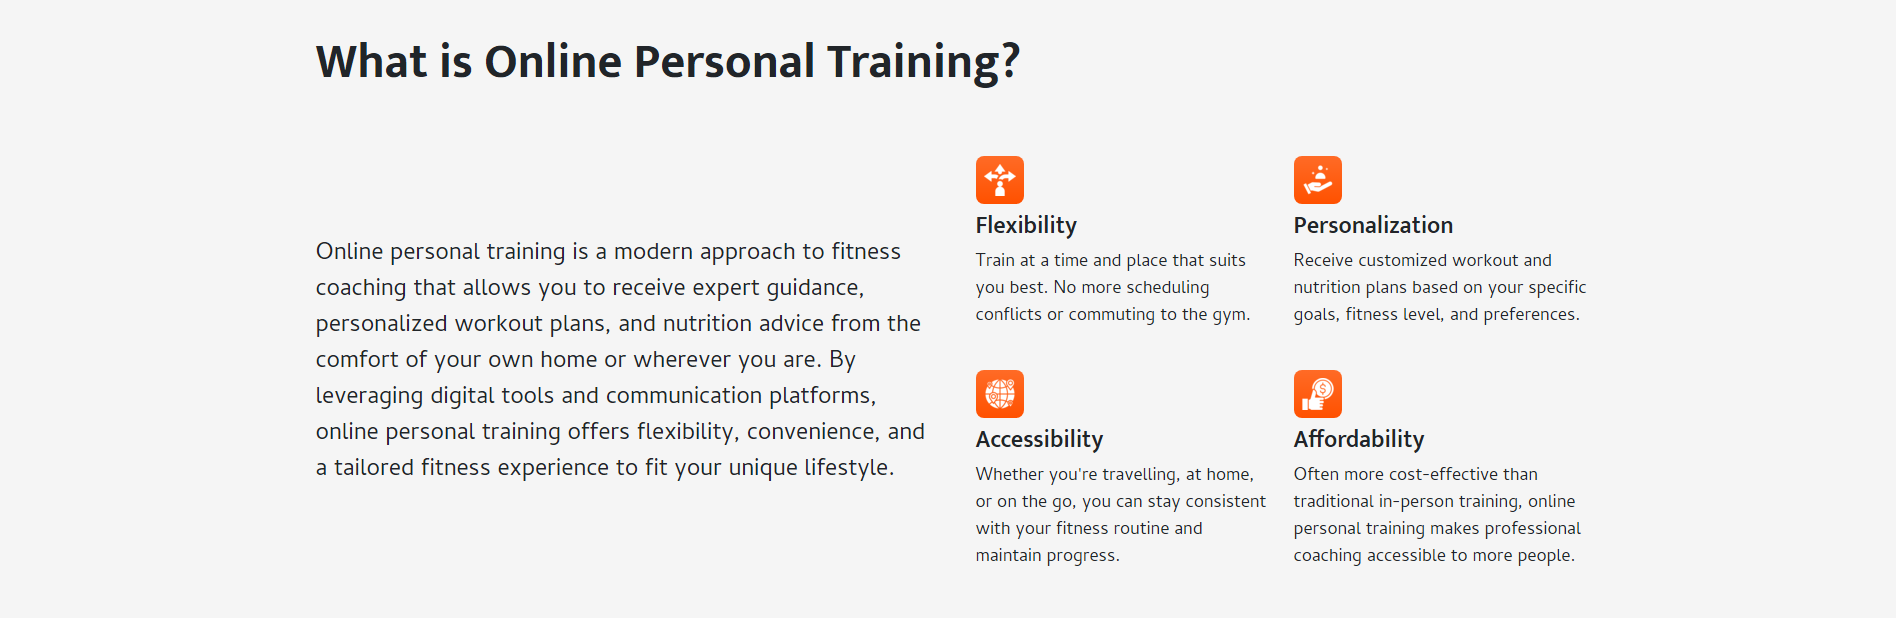 What is Online Personal Training?
Online personal training is a modern approach to fitness
coaching that allows you to receive expert guidance,
personalized workout plans, and nutrition advice from the
comfort of your own home or wherever you are. By
leveraging digital tools and communication platforms,
online personal training offers flexibility, convenience, and
a tailored fitness experience to fit your unique lifestyle.
Flexibility
Train at a time and place that suits
you best. No more scheduling
conflicts or commuting to the gym.
Personalization
Receive customized workout and
nutrition plans based on your specific
goals, fitness level, and preferences.
Accessibility
Whether you're travelling, at home,
or on the go, you can stay consistent
with your fitness routine and
maintain progress.
Affordability
Often more cost-effective than
traditional in-person training, online
personal training makes professional
coaching accessible to more people.